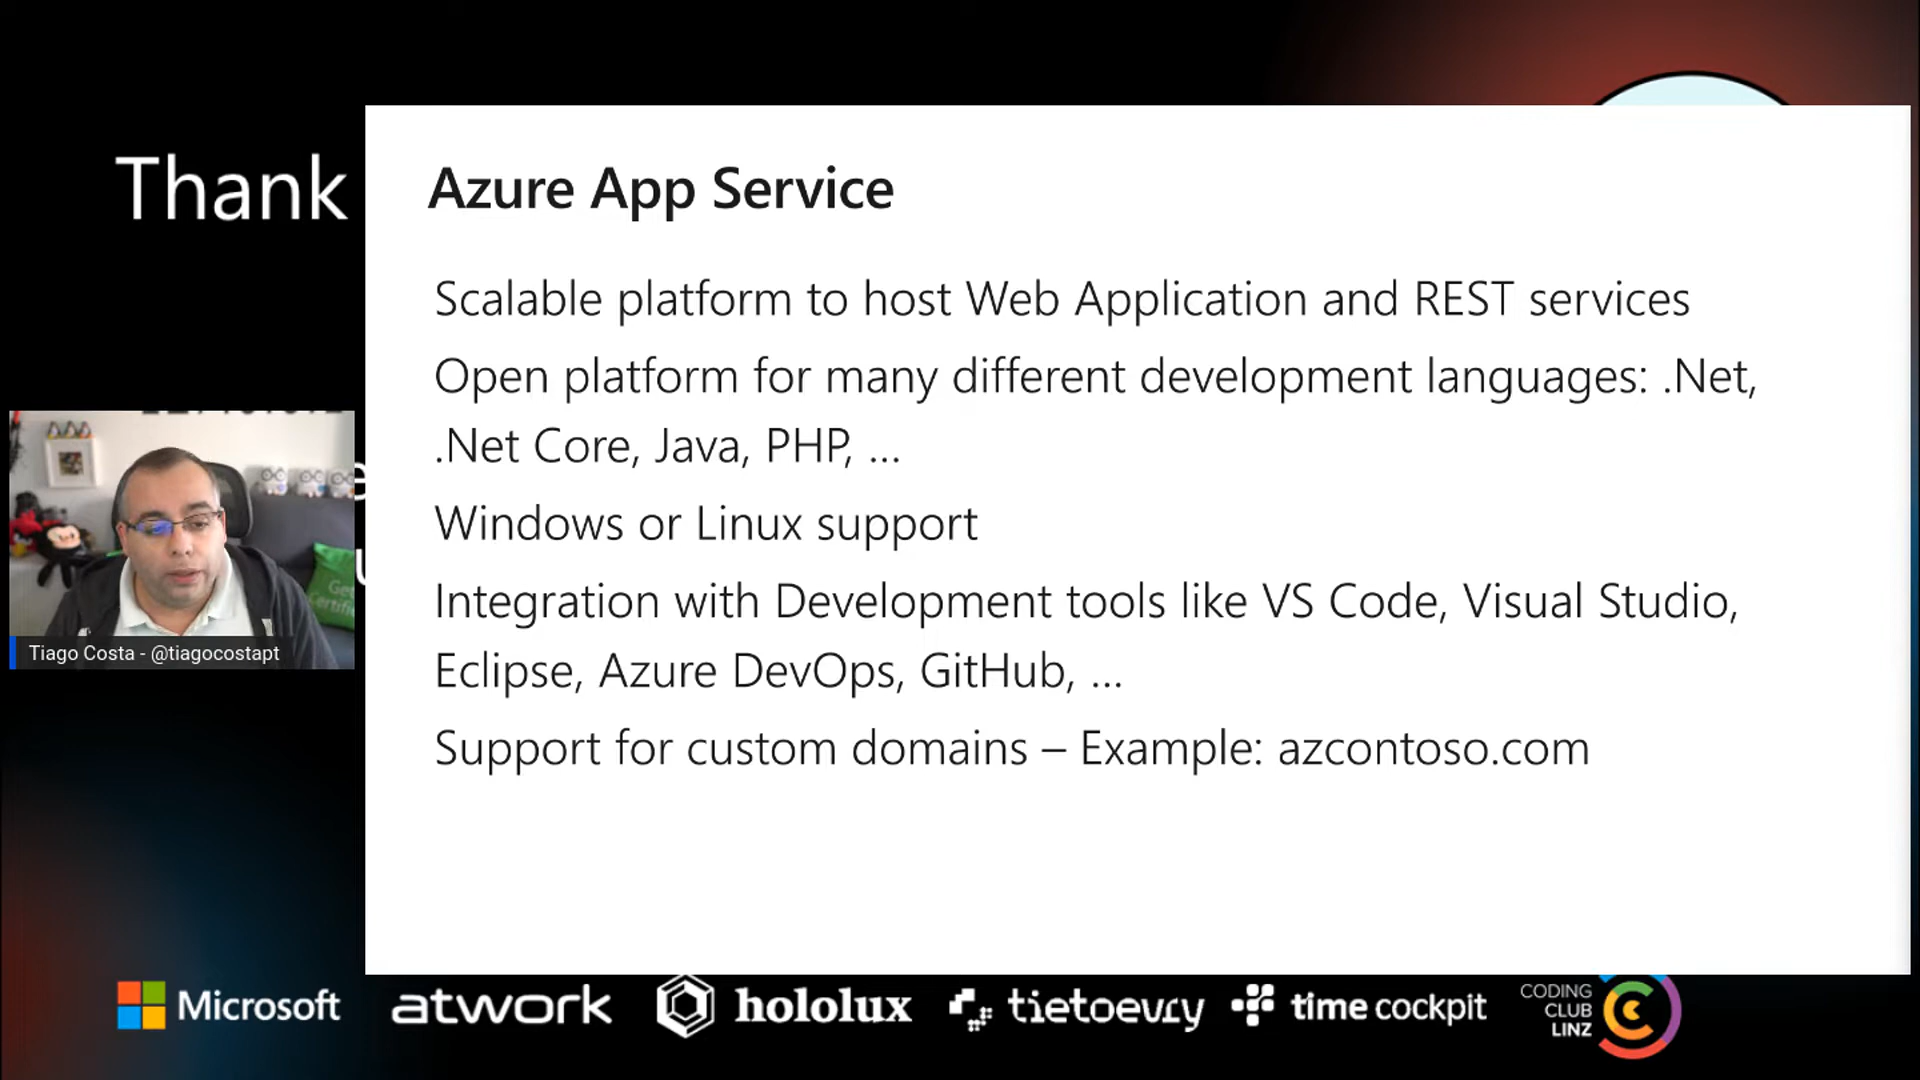 Thank
Azure App Service
Scalable platform to host Web Application and REST services
Open platform for many different development languages: .Net,
.Net Core, Java, PHP, ...
Windows or Linux support
Integration with Development tools like VS Code, Visual Studio,
Eclipse, Azure DevOps, GitHub, ...
Support for custom domains – Example: azcontoso.com
Get
Certified
Tiago Costa - @tiagocostapt
Microsoft
atwork
hololux
tietoevry
time cockpit
CODING
CLUB
LINZ